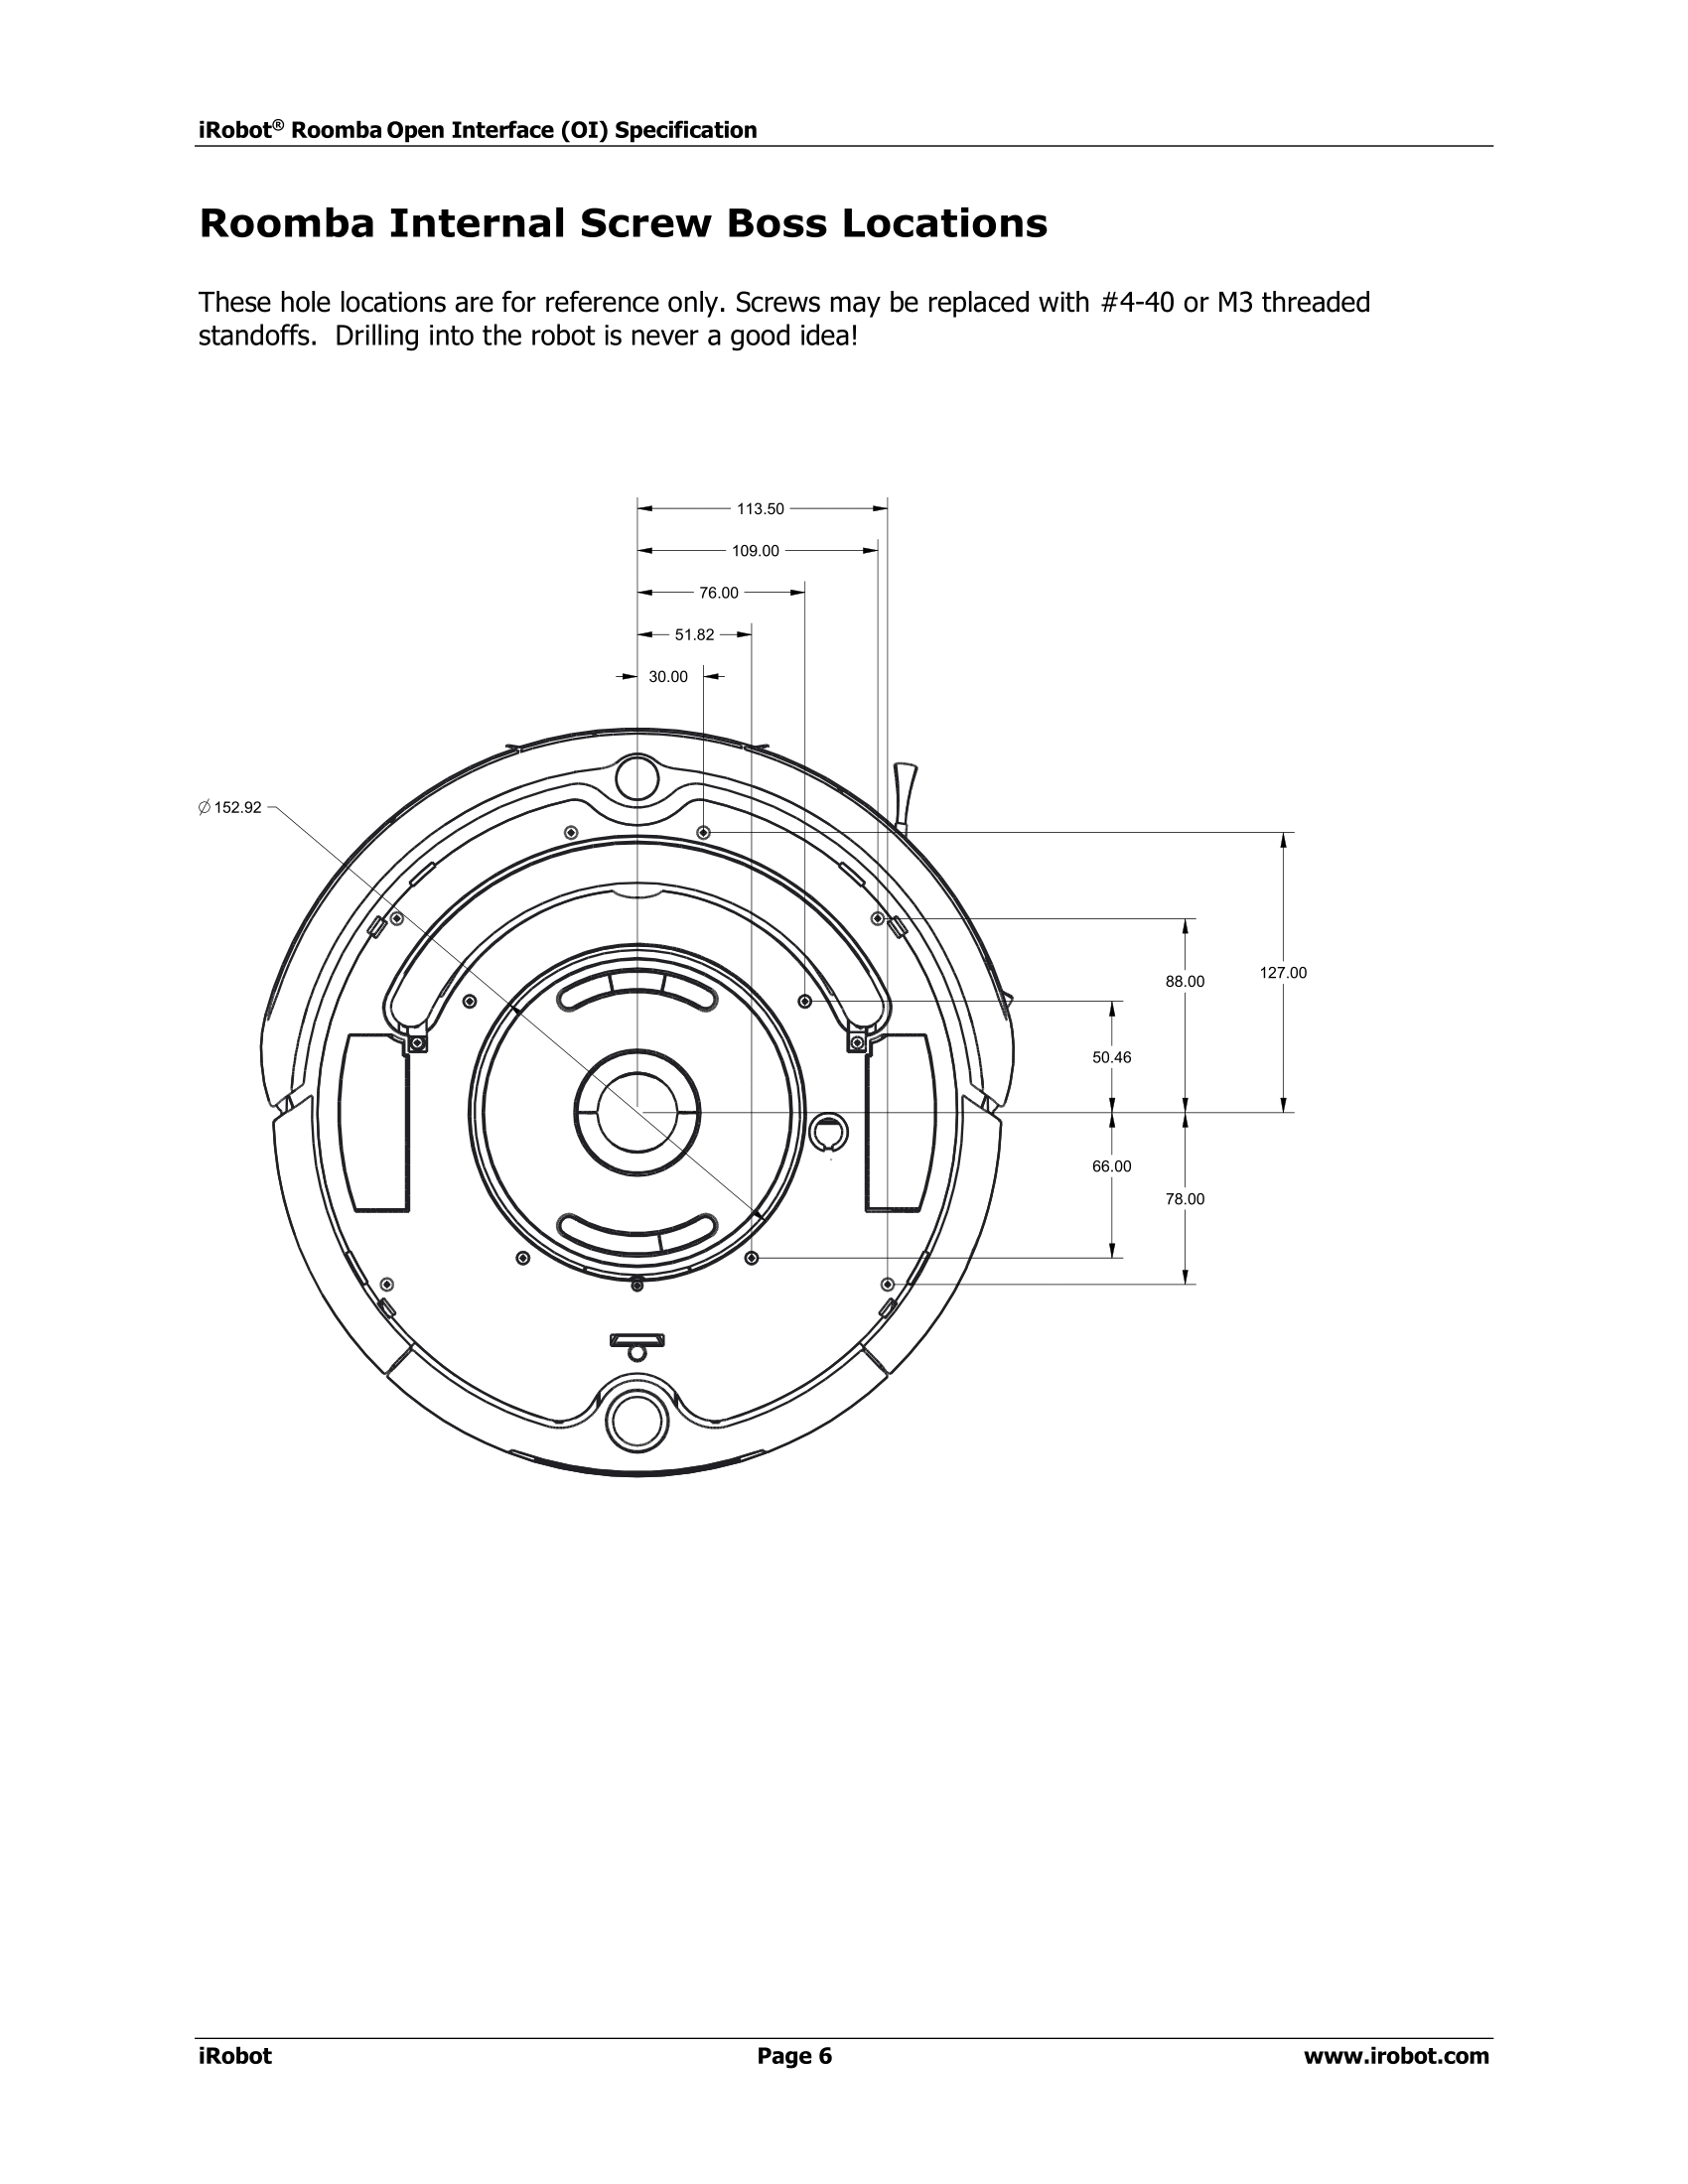 iRobot® Roomba Open Interface (OI) Specification
Roomba Internal Screw Boss Locations
These hole locations are for reference only. Screws may be replaced with #4-40 or M3 threaded
standoffs.  Drilling into the robot is never a good idea!
113.50
109.00
76.00
51.82
30.00
∅152.92
127.00
88.00
50.46
66.00
78.00
iRobot Page 6 www.irobot.com